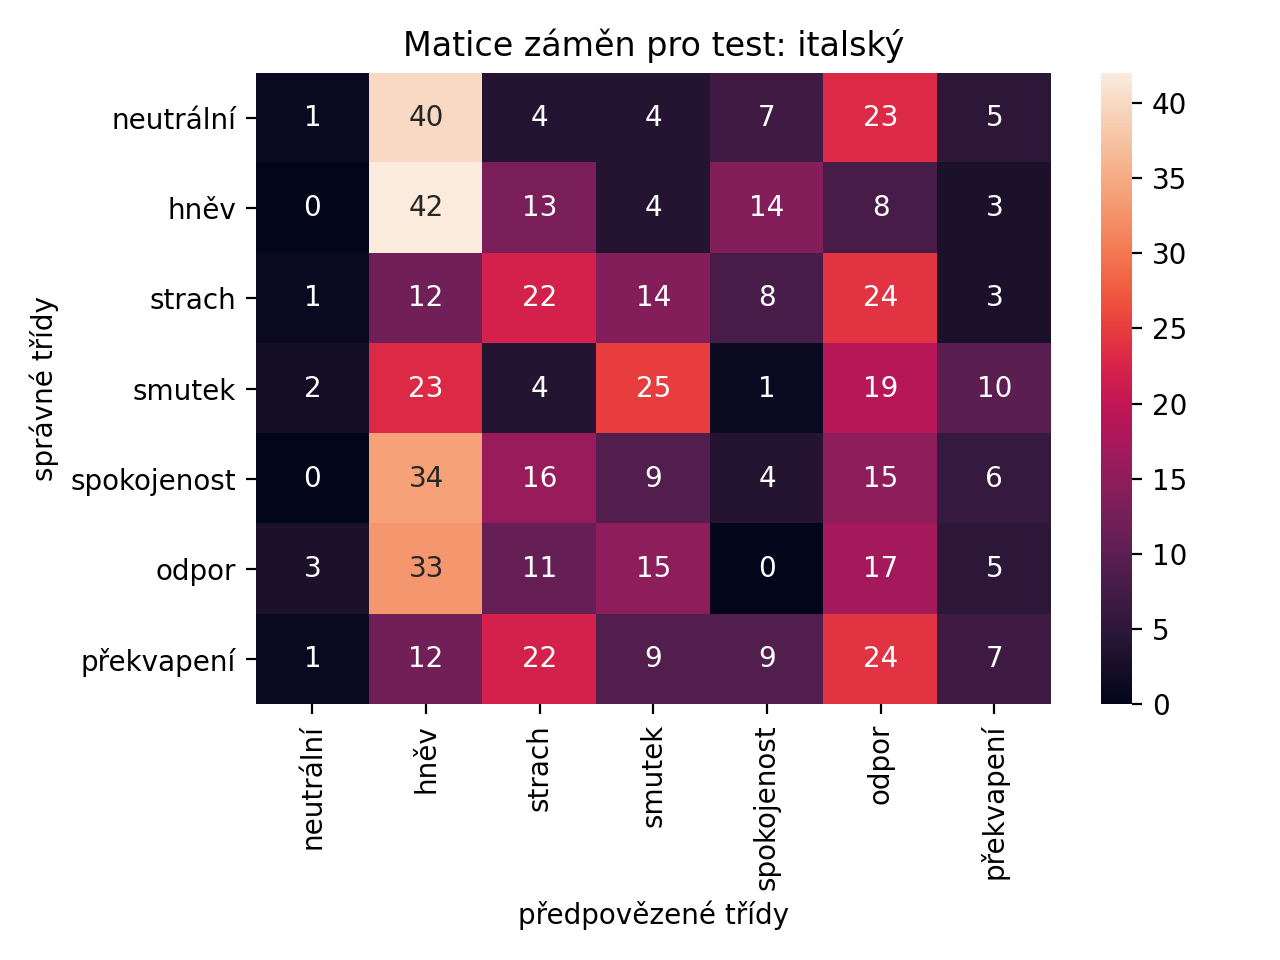 Matice záměn pro test: italský
neutrální 1 40 4 4 7 23 5
hněv 0 42 13 4 14 8 3
strach 1 12 22 14 8 24 3
smutek 2 23 4 25 1 19 10
spokojenost 0 34 16 9 4 15 6
odpor 3 33 11 15 0 17 5
překvapení 1 12 22 9 9 24 7
správné třídy
neutrální hněv strach smutek spokojenost odpor překvapení
předpovězené třídy
40
35
30
25
20
15
10
5
0